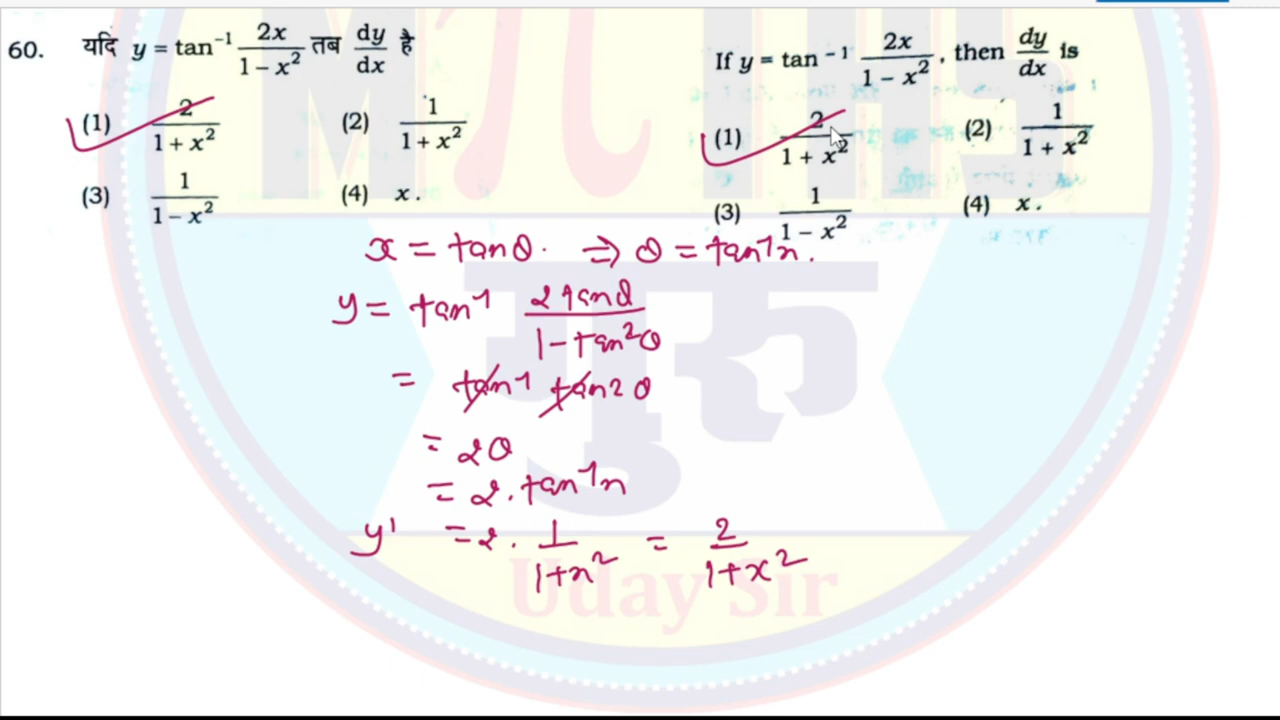 60. यदि y = tan⁻¹ 2x/(1 – x²) तब dy/dx है
(1) 2/(1 + x²) (2) 1/(1 + x²)
(3) 1/(1 – x²) (4) x.
If y = tan⁻¹ 2x/(1 – x²), then dy/dx is
(1) 2/(1 + x²) (2) 1/(1 + x²)
(3) 1/(1 – x²) (4) x.
x = tanθ. ⇒ θ = tan⁻¹x.
y = tan⁻¹ 2tanθ/(1 – tan²θ)
= tan⁻¹ tan2θ
= 2θ
= 2.tan⁻¹x
y' = 2. 1/(1+x²) = 2/(1+x²)
गुरु
Uday Sir